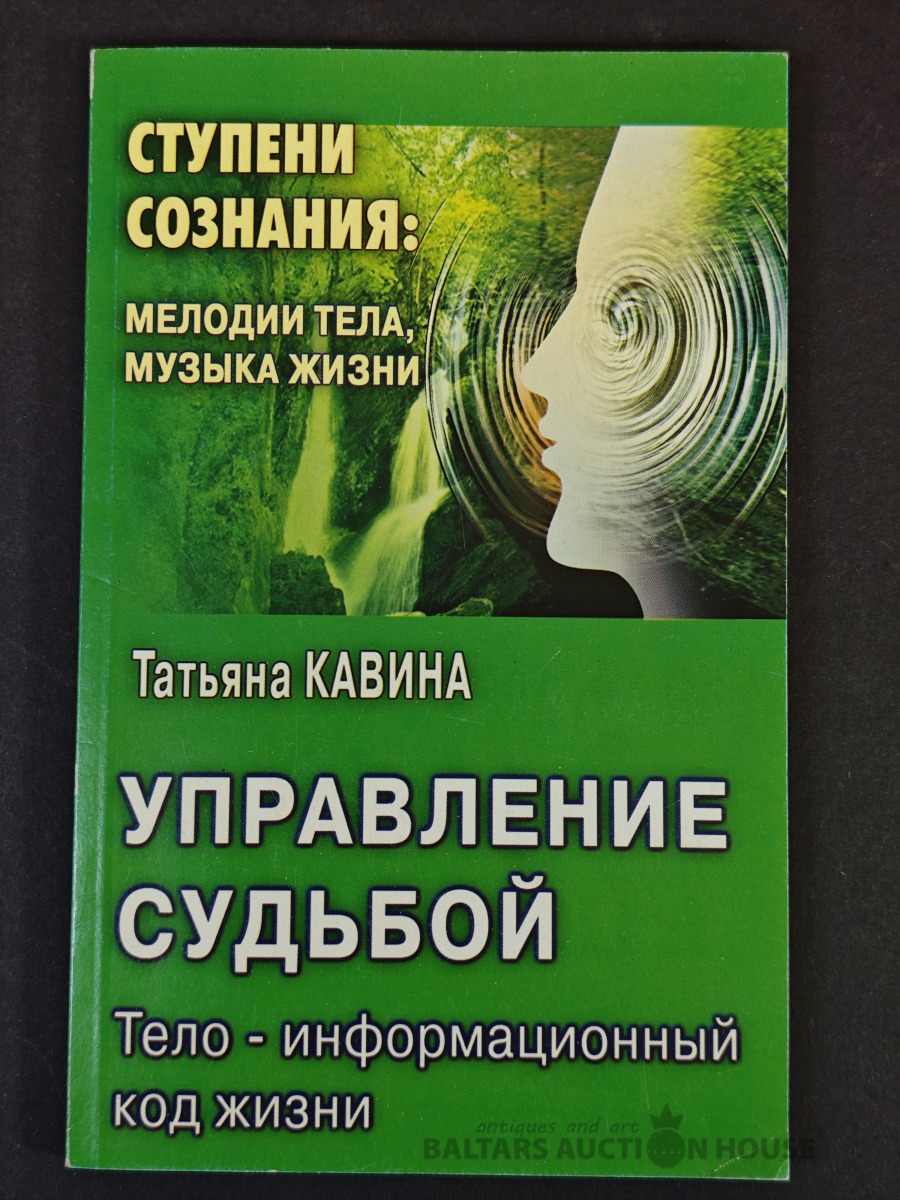 СТУПЕНИ
СОЗНАНИЯ:
МЕЛОДИИ ТЕЛА,
МУЗЫКА ЖИЗНИ
Татьяна КАВИНА
УПРАВЛЕНИЕ
СУДЬБОЙ
Тело - информационный
код жизни
antiques and art
BALTARS AUCTION HOUSE